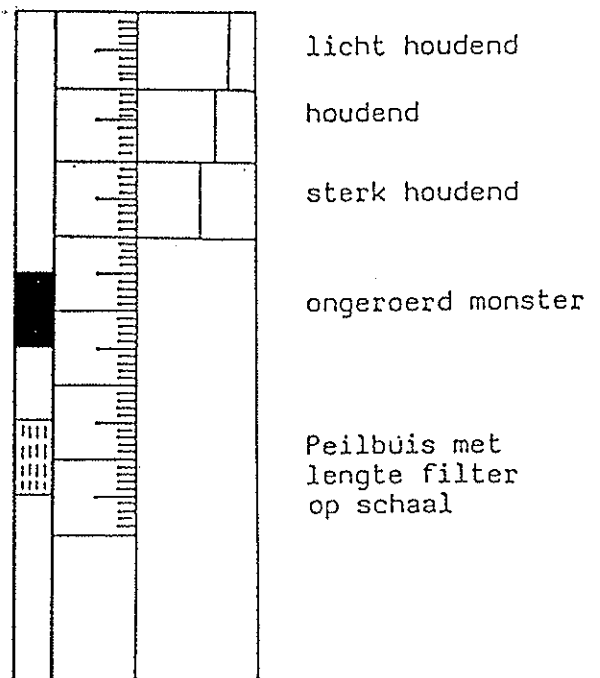 licht houdend
houdend
sterk houdend
ongeroerd monster
Peilbuis met
lengte filter
op schaal